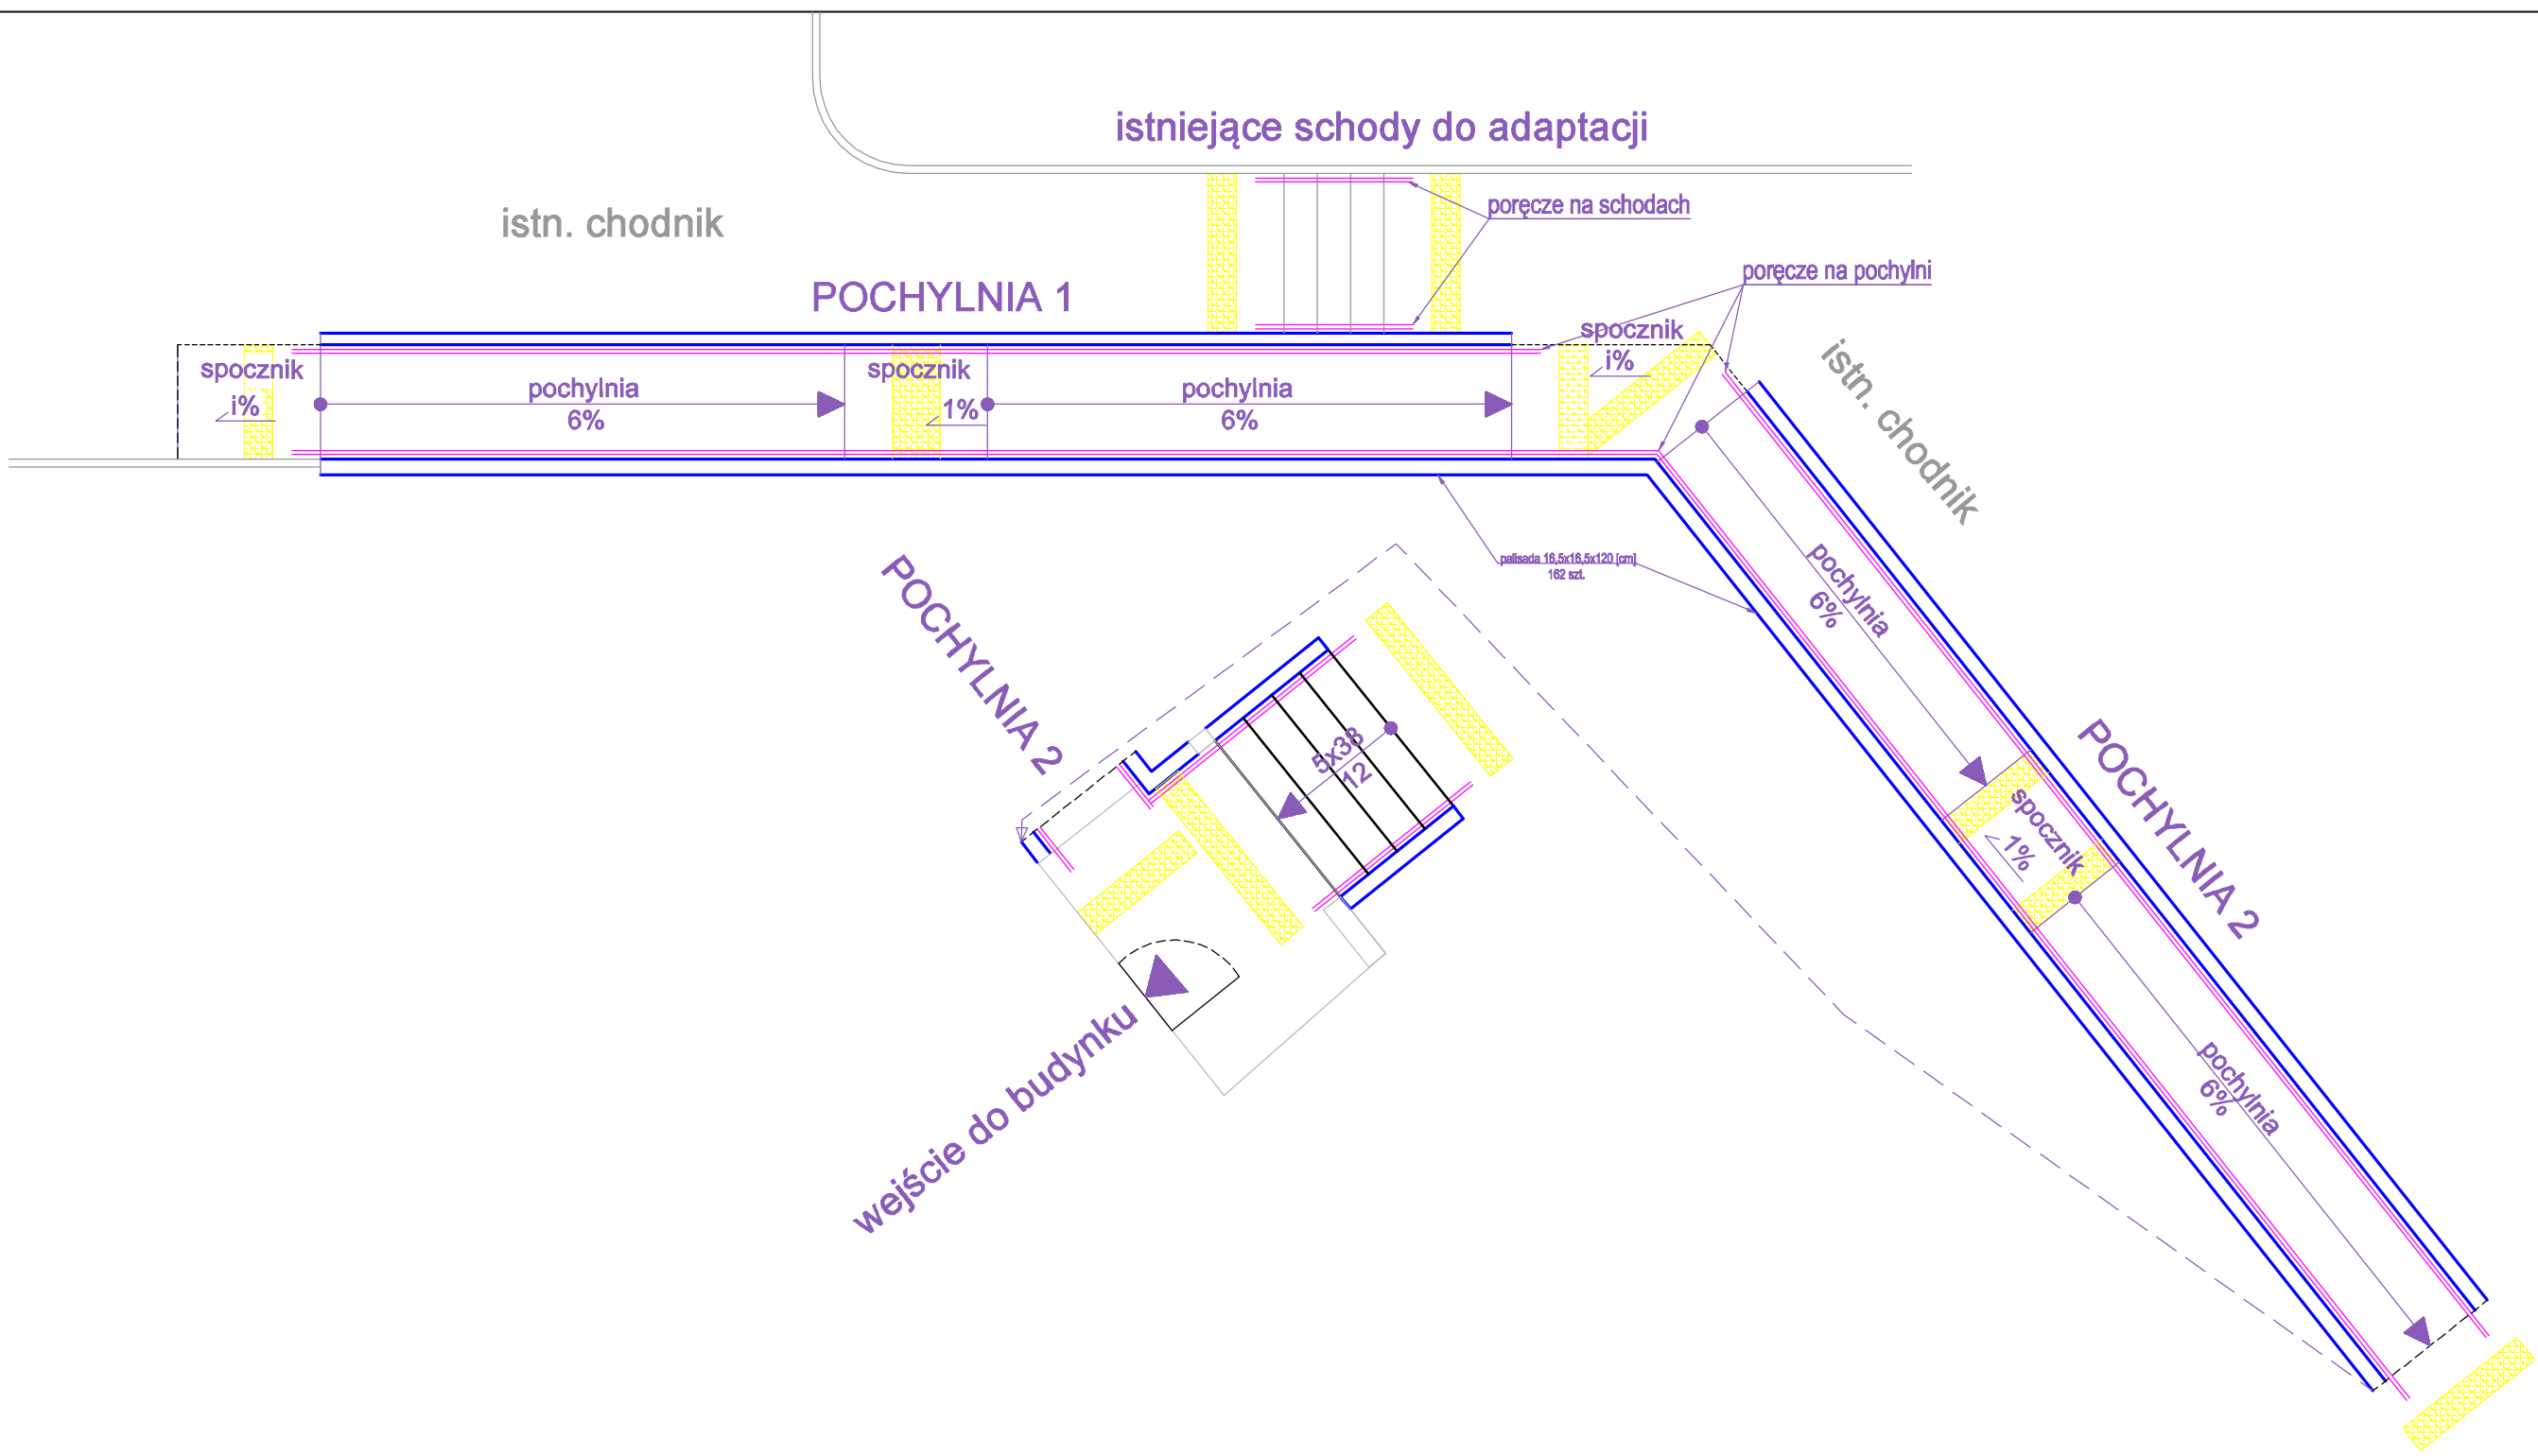 istniejące schody do adaptacji
poręcze na schodach
istn. chodnik
poręcze na pochylni
POCHYLNIA 1
spocznik
i%
pochylnia
6%
spocznik
1%
pochylnia
6%
spocznik
i%
istn. chodnik
palisada 16,5x16,5x120 [cm]
162 szt.
pochylnia
6%
POCHYLNIA 2
5x38
12
spocznik
1%
POCHYLNIA 2
pochylnia
6%
wejście do budynku